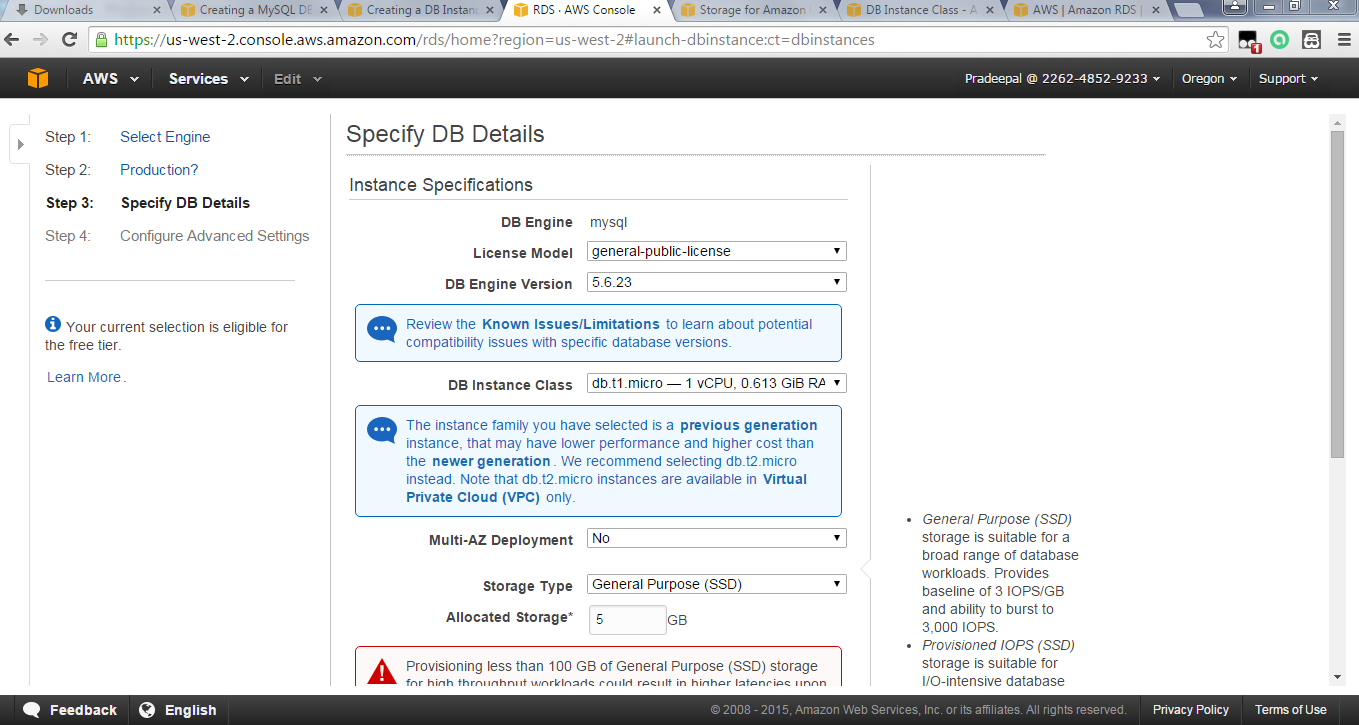 Downloads
Creating a MySQL DB
Creating a DB Instanc
RDS · AWS Console
Storage for Amazon
DB Instance Class - A
AWS | Amazon RDS |
https://us-west-2.console.aws.amazon.com/rds/home?region=us-west-2#launch-dbinstance:ct=dbinstances
1
AWS
Services
Edit
Pradeepal @ 2262-4852-9233
Oregon
Support
Step 1: Select Engine
Step 2: Production?
Step 3: Specify DB Details
Step 4: Configure Advanced Settings
Your current selection is eligible for
the free tier.
Learn More.
Specify DB Details
Instance Specifications
DB Engine mysql
License Model general-public-license
DB Engine Version 5.6.23
Review the Known Issues/Limitations to learn about potential
compatibility issues with specific database versions.
DB Instance Class db.t1.micro — 1 vCPU, 0.613 GiB RA
The instance family you have selected is a previous generation
instance, that may have lower performance and higher cost than
the newer generation. We recommend selecting db.t2.micro
instead. Note that db.t2.micro instances are available in Virtual
Private Cloud (VPC) only.
Multi-AZ Deployment No
Storage Type General Purpose (SSD)
Allocated Storage* 5 GB
Provisioning less than 100 GB of General Purpose (SSD) storage
for high throughput workloads could result in higher latencies upon
General Purpose (SSD)
storage is suitable for a
broad range of database
workloads. Provides
baseline of 3 IOPS/GB
and ability to burst to
3,000 IOPS.
Provisioned IOPS (SSD)
storage is suitable for
I/O-intensive database
Feedback
English
© 2008 - 2015, Amazon Web Services, Inc. or its affiliates. All rights reserved.
Privacy Policy
Terms of Use